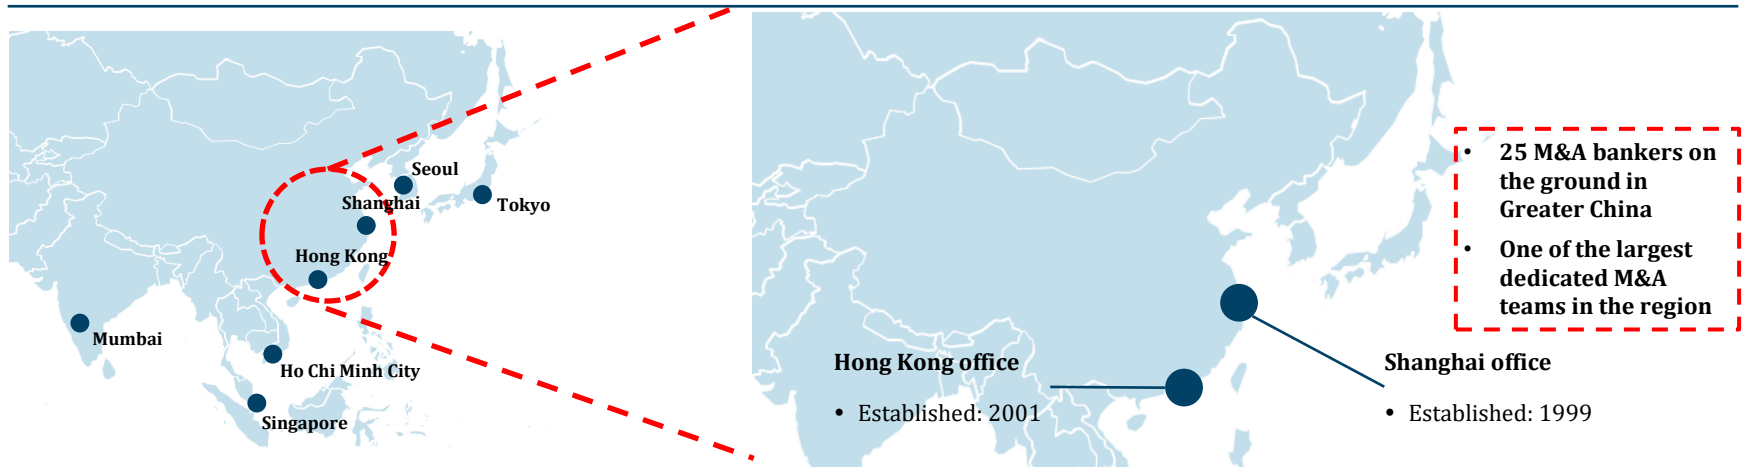 Seoul
Shanghai
Tokyo
Hong Kong
Mumbai
Ho Chi Minh City
Singapore
• 25 M&A bankers on
the ground in
Greater China
• One of the largest
dedicated M&A
teams in the region
Hong Kong office
• Established: 2001
Shanghai office
• Established: 1999